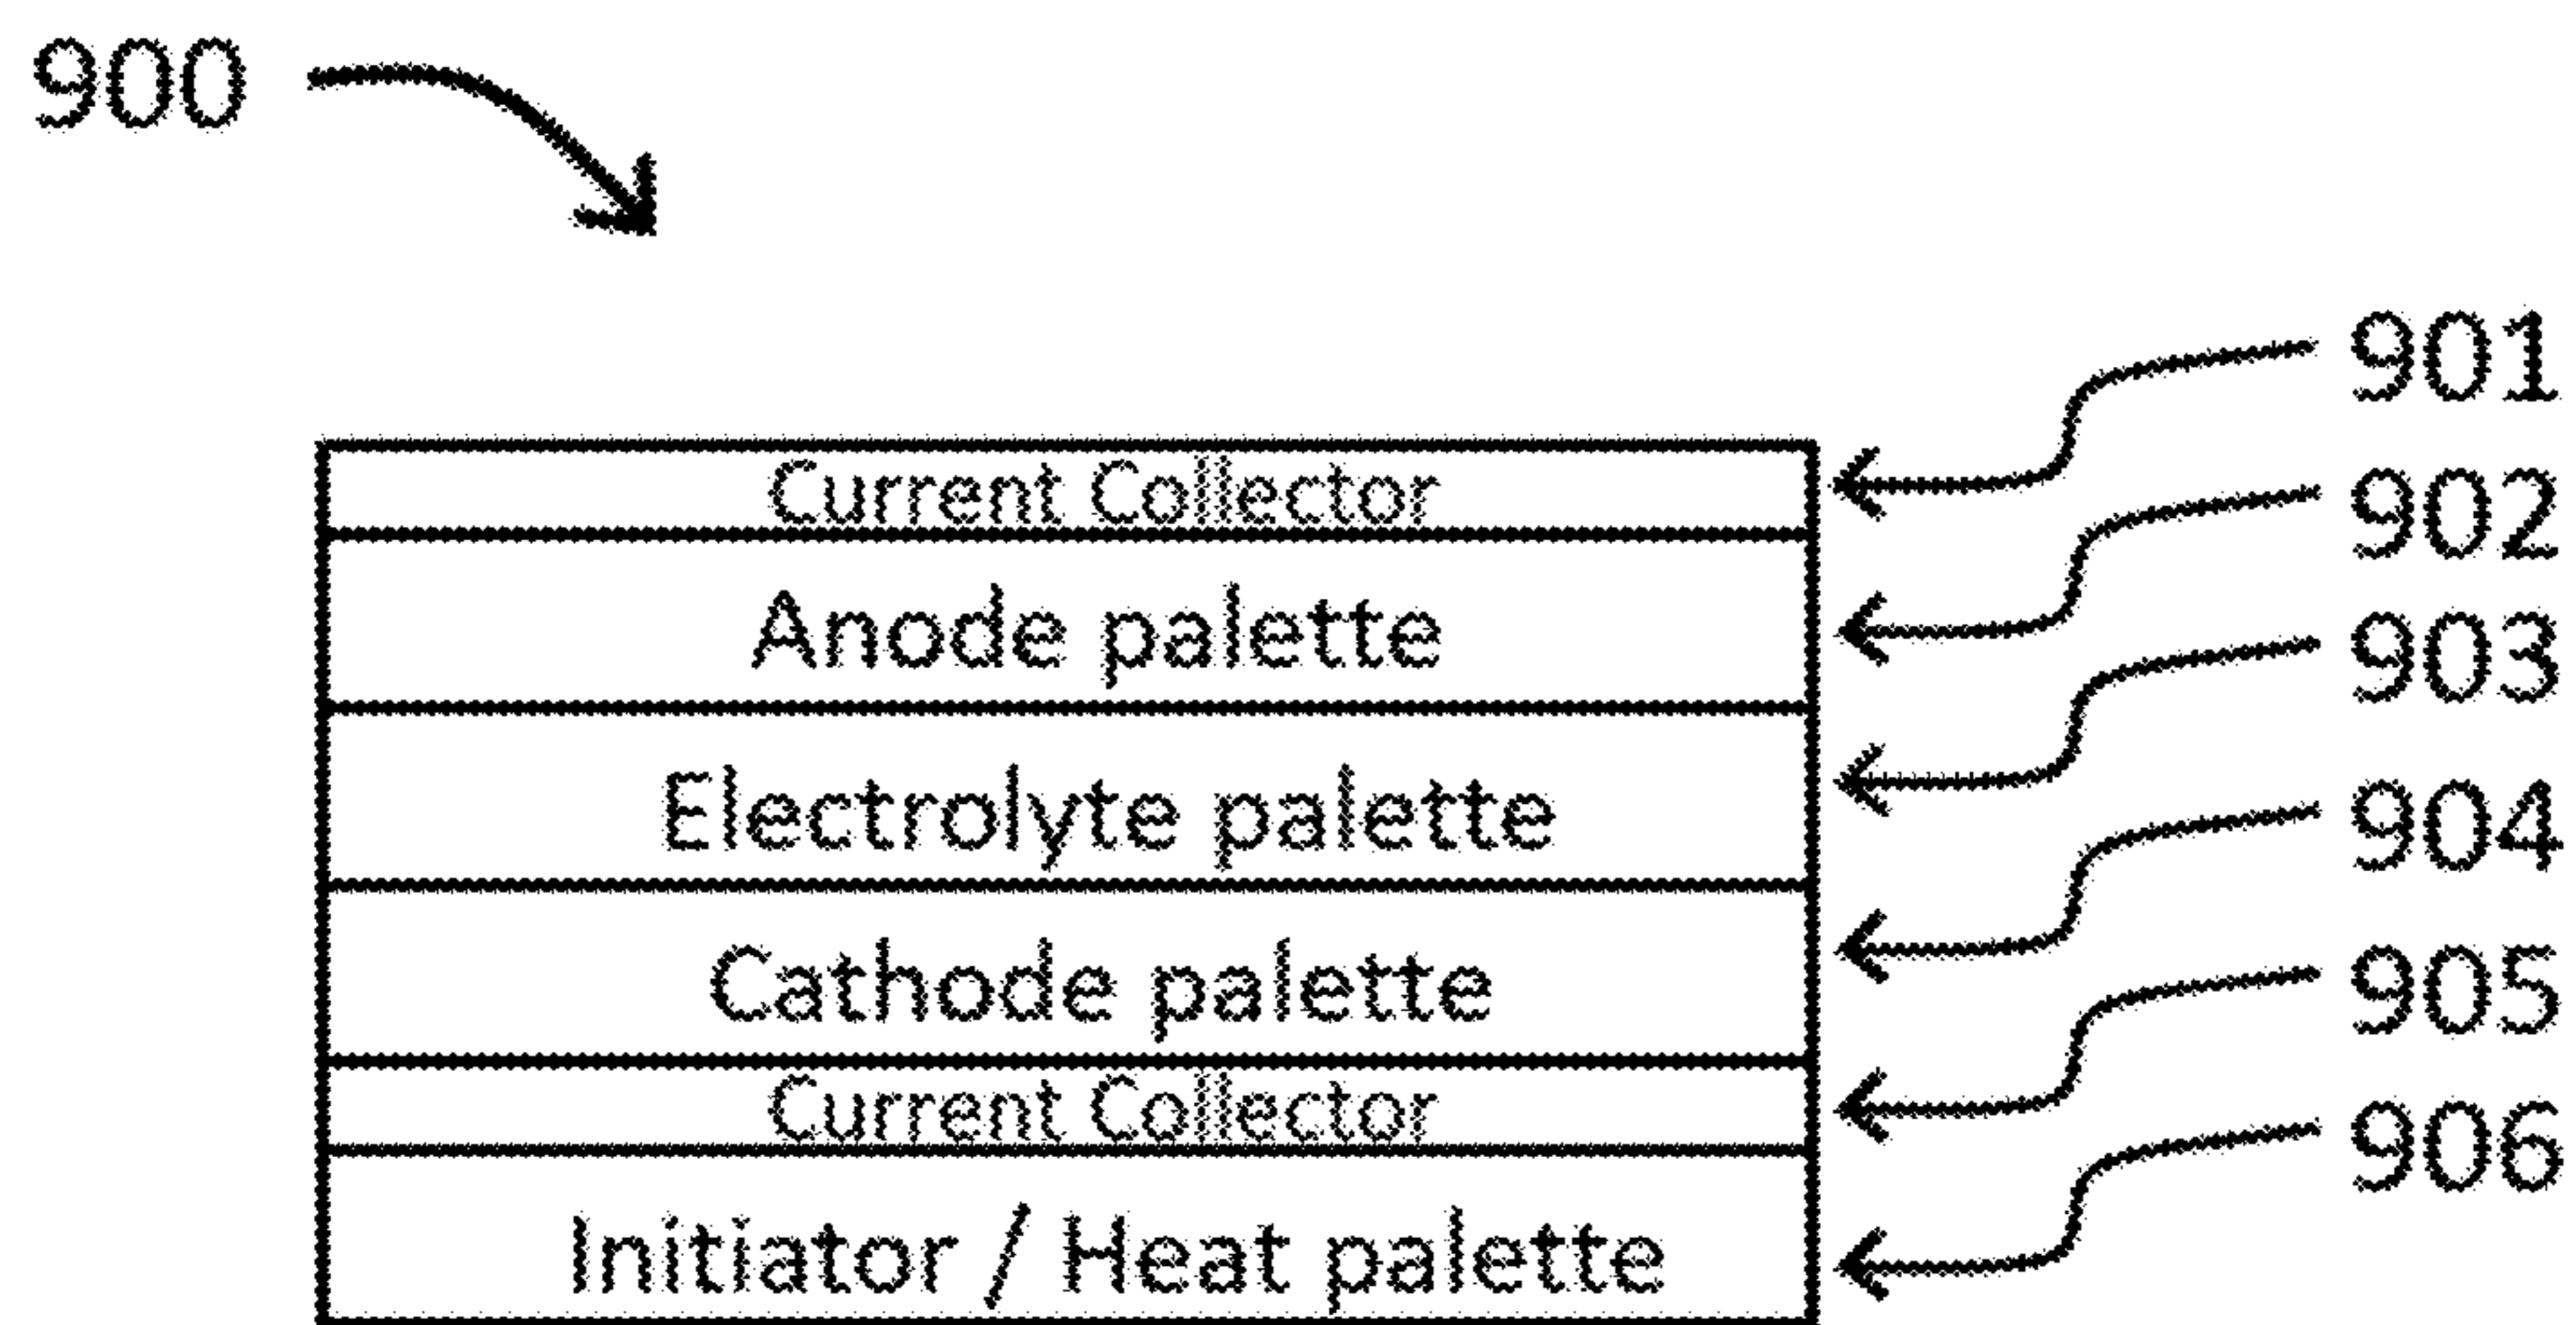 900
901
Current Collector
902
Anode palette
903
Electrolyte palette
904
Cathode palette
905
Current Collector
906
Initiator / Heat palette